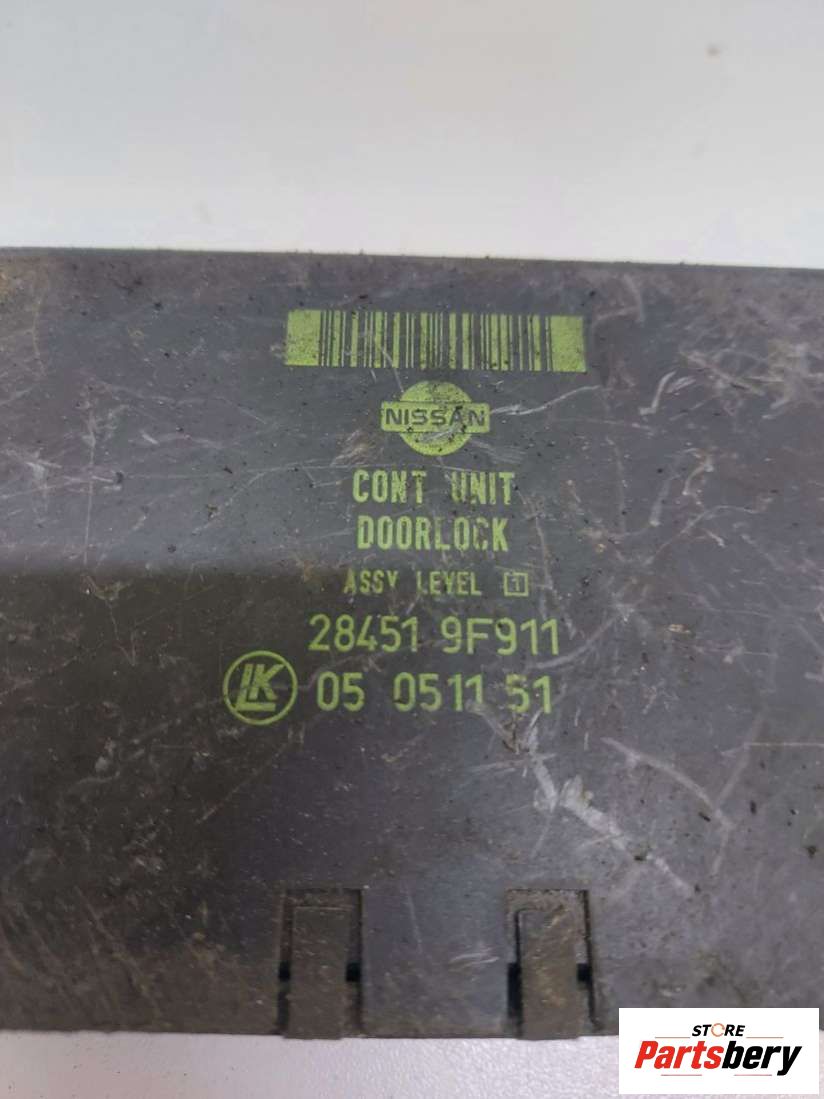 NISSAN
CONT UNIT
DOORLOCK
ASSY LEVEL 1
28451 9F911
LK 05 0511 51
STORE
Partsbery